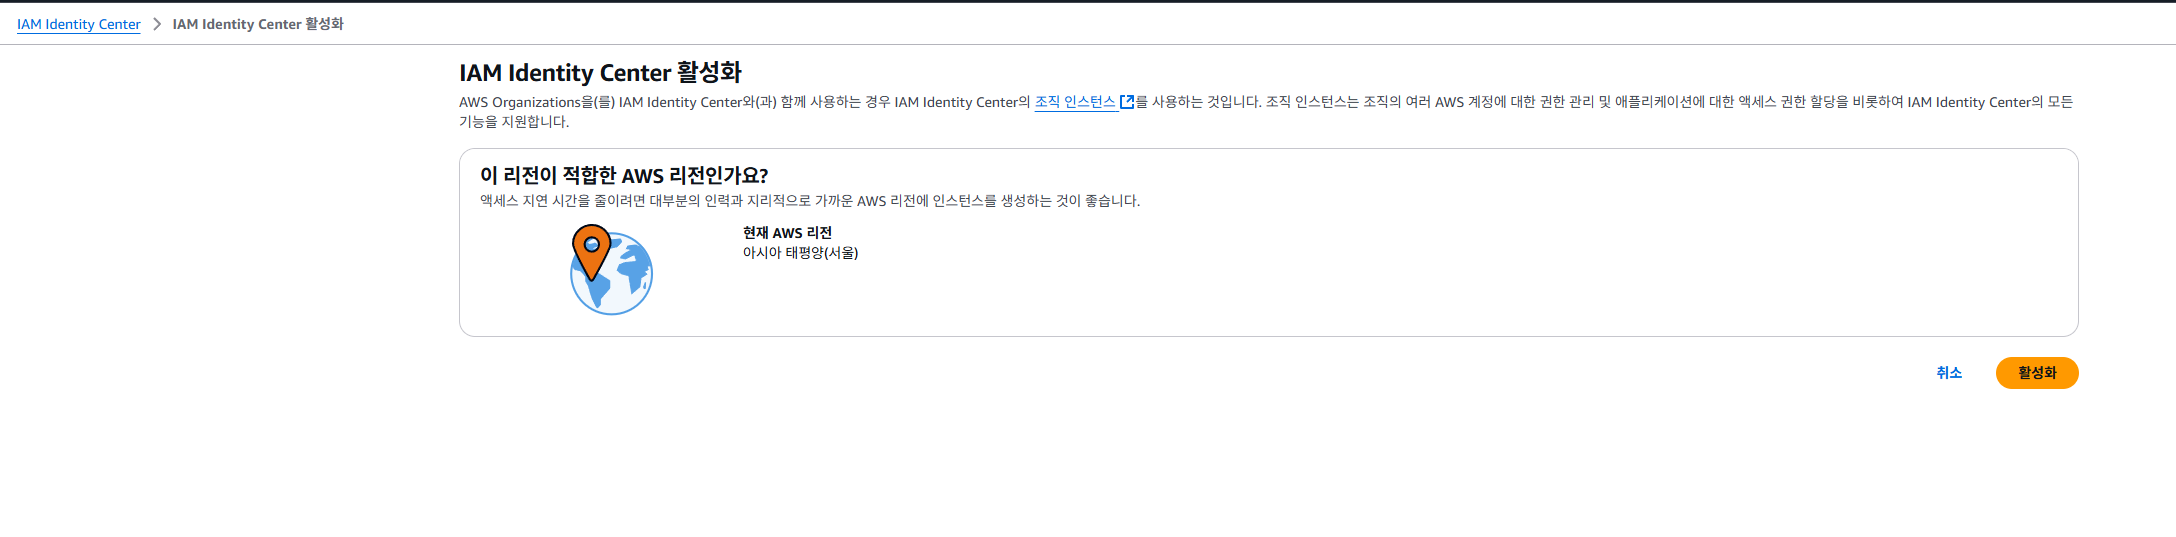 IAM Identity Center > IAM Identity Center 활성화
IAM Identity Center 활성화
AWS Organizations을(를) IAM Identity Center와(과) 함께 사용하는 경우 IAM Identity Center의 조직 인스턴스 를 사용하는 것입니다. 조직 인스턴스는 조직의 여러 AWS 계정에 대한 권한 관리 및 애플리케이션에 대한 액세스 권한 할당을 비롯하여 IAM Identity Center의 모든
기능을 지원합니다.
이 리전이 적합한 AWS 리전인가요?
액세스 지연 시간을 줄이려면 대부분의 인력과 지리적으로 가까운 AWS 리전에 인스턴스를 생성하는 것이 좋습니다.
현재 AWS 리전
아시아 태평양(서울)
취소 활성화